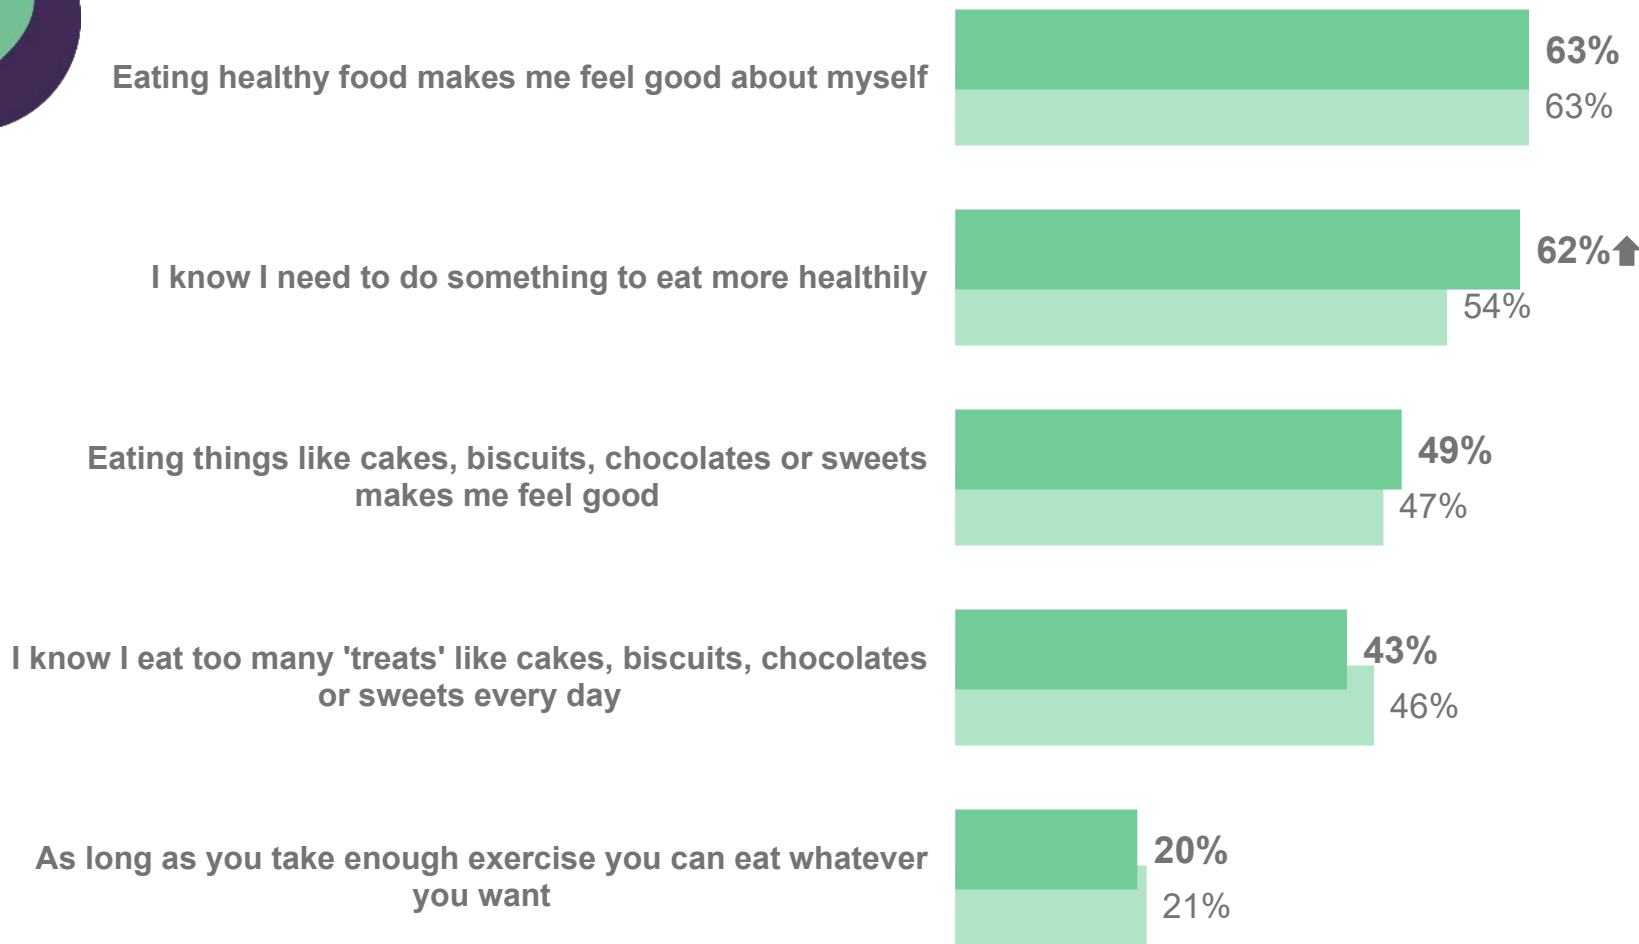 Eating healthy food makes me feel good about myself
63%
63%
I know I need to do something to eat more healthily
62%
54%
Eating things like cakes, biscuits, chocolates or sweets
makes me feel good
49%
47%
I know I eat too many 'treats' like cakes, biscuits, chocolates
or sweets every day
43%
46%
As long as you take enough exercise you can eat whatever
you want
20%
21%